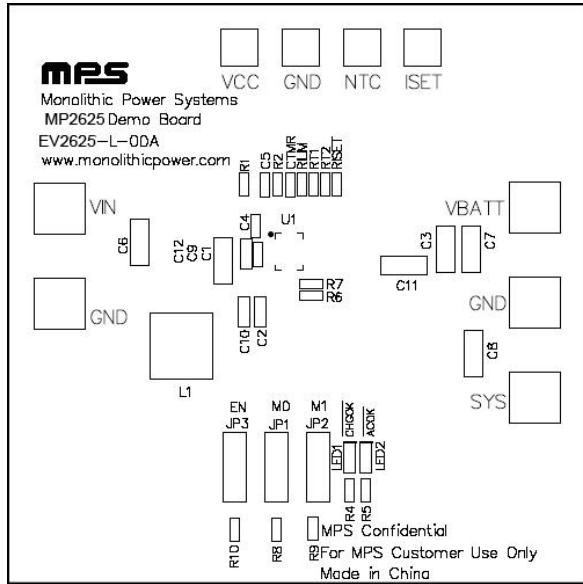 VCC GND NTC ISET
MPS
Monolithic Power Systems
MP2625 Demo Board
EV2625-L-00A
www.monolithicpower.com
R1 C5 R2 CTMR RILM RT1 RT2 RISET
VIN
C4 U1
VBATT
C6 C12 C9 C1
C3 C7
C11
R7
R6
GND
GND
C10 C2
C8
L1
SYS
EN M0 M1
JP3 JP1 JP2
CHGOK ACOK
LED1 LED2
R4 R5
R10 R8 R9
MPS Confidential
For MPS Customer Use Only
Made in China